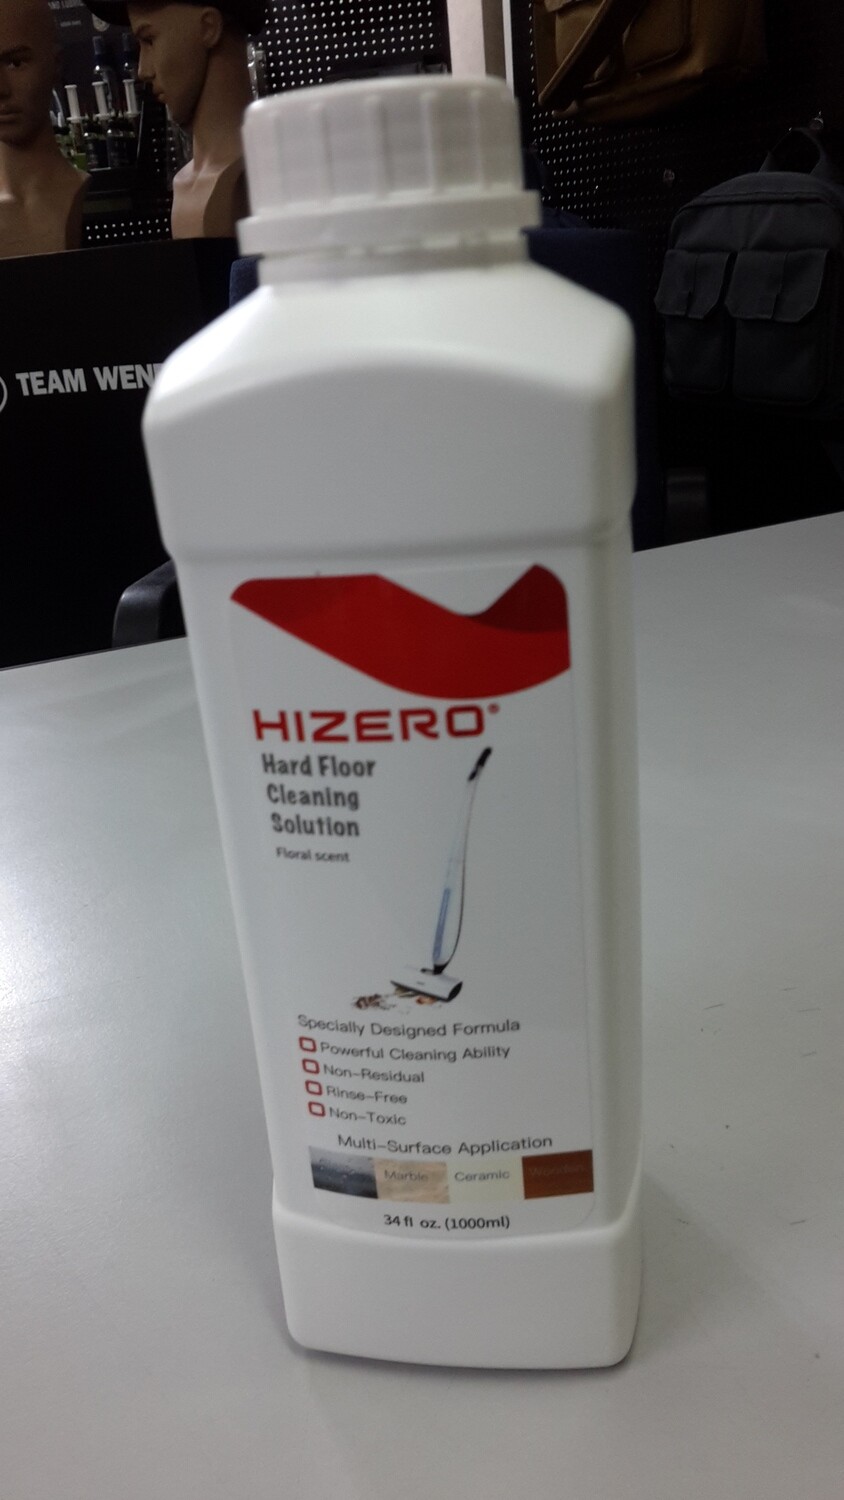 TEAM WEN
HIZERO®
Hard Floor
Cleaning
Solution
Floral scent
Specially Designed Formula
Powerful Cleaning Ability
Non-Residual
Rinse-Free
Non-Toxic
Multi-Surface Application
Marble Ceramic Wooden
34 fl oz. (1000ml)